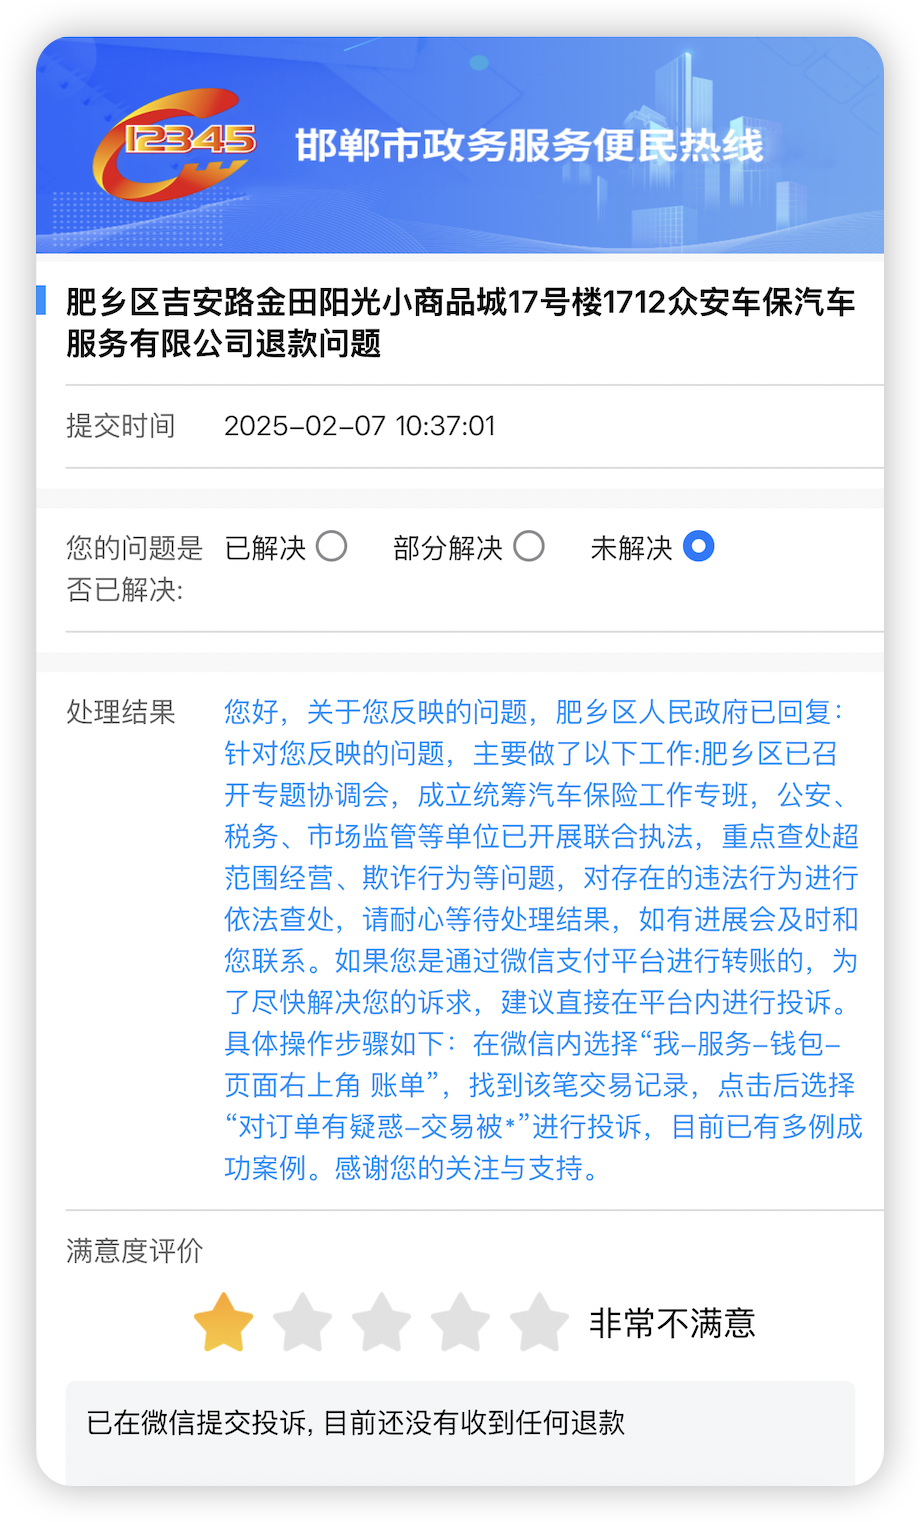 12345
邯郸市政务服务便民热线
肥乡区吉安路金田阳光小商品城17号楼1712众安车保汽车
服务有限公司退款问题
提交时间 2025-02-07 10:37:01
您的问题是 已解决 部分解决 未解决
否已解决:
处理结果 您好，关于您反映的问题，肥乡区人民政府已回复：
针对您反映的问题，主要做了以下工作:肥乡区已召
开专题协调会，成立统筹汽车保险工作专班，公安、
税务、市场监管等单位已开展联合执法，重点查处超
范围经营、欺诈行为等问题，对存在的违法行为进行
依法查处，请耐心等待处理结果，如有进展会及时和
您联系。如果您是通过微信支付平台进行转账的，为
了尽快解决您的诉求，建议直接在平台内进行投诉。
具体操作步骤如下：在微信内选择“我-服务-钱包-
页面右上角 账单”，找到该笔交易记录，点击后选择
“对订单有疑惑-交易被*”进行投诉，目前已有多例成
功案例。感谢您的关注与支持。
满意度评价
非常不满意
已在微信提交投诉, 目前还没有收到任何退款